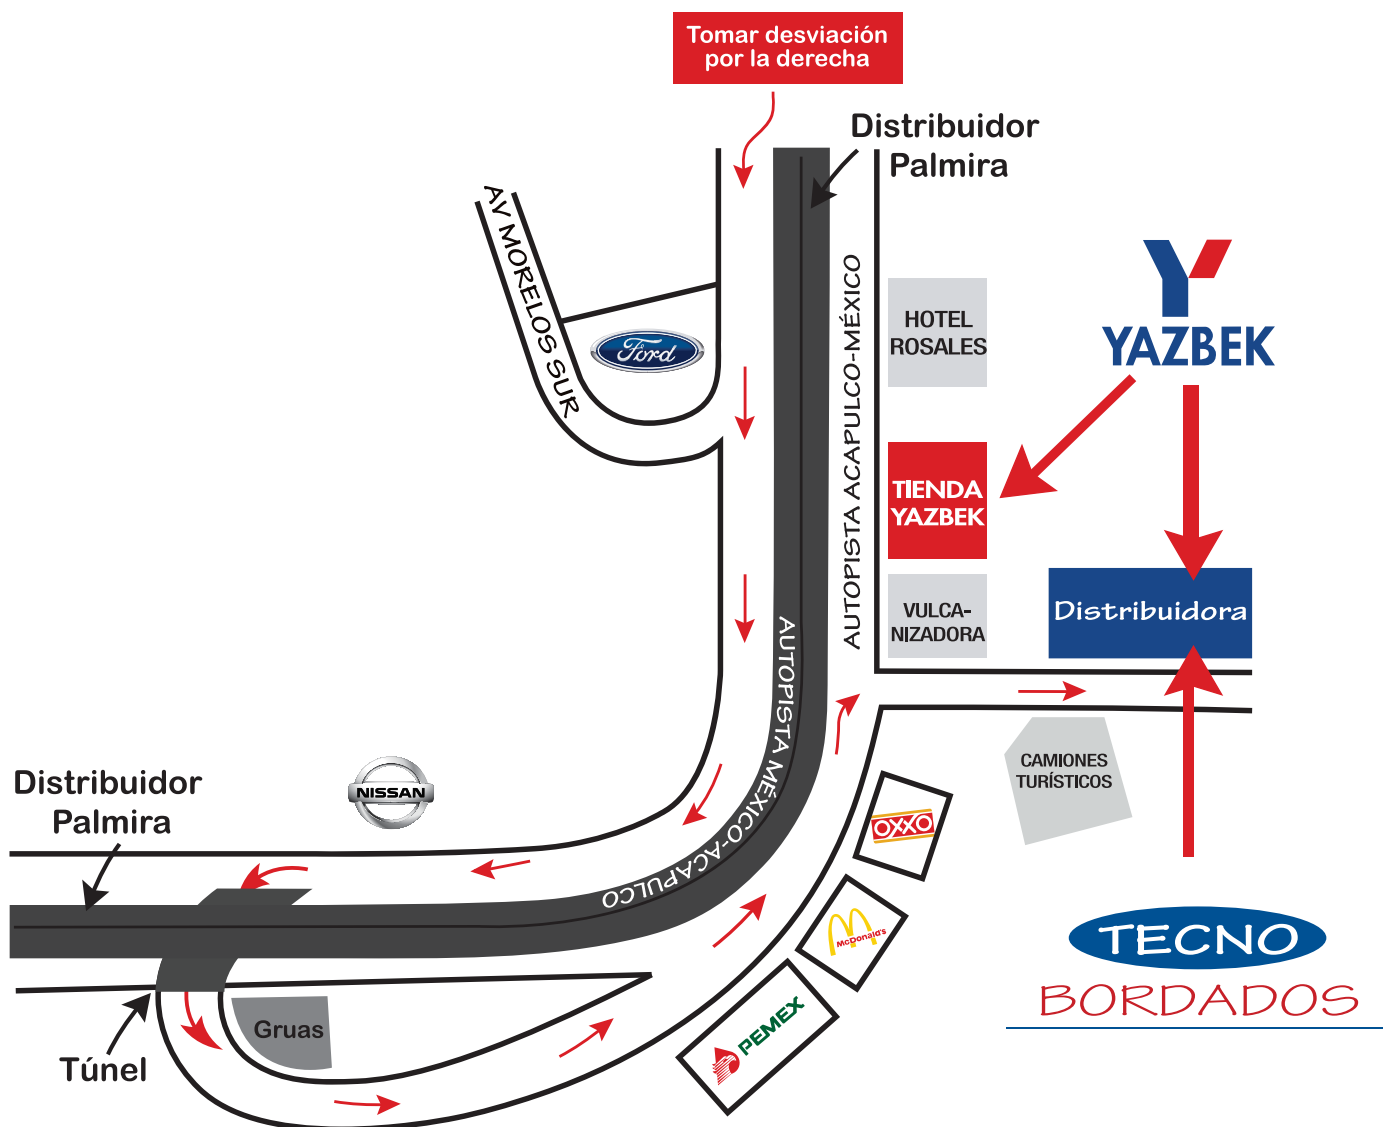 Tomar desviación
por la derecha
Distribuidor
Palmira
AV MORELOS SUR
Ford
AUTOPISTA ACAPULCO-MÉXICO
HOTEL
ROSALES
YAZBEK
TIENDA
YAZBEK
VULCA-
NIZADORA
Distribuidora
AUTOPISTA MÉXICO-ACAPULCO
CAMIONES
TURÍSTICOS
Distribuidor
Palmira
NISSAN
OXXO
McDonald's
PEMEX
Gruas
Túnel
TECNO
BORDADOS